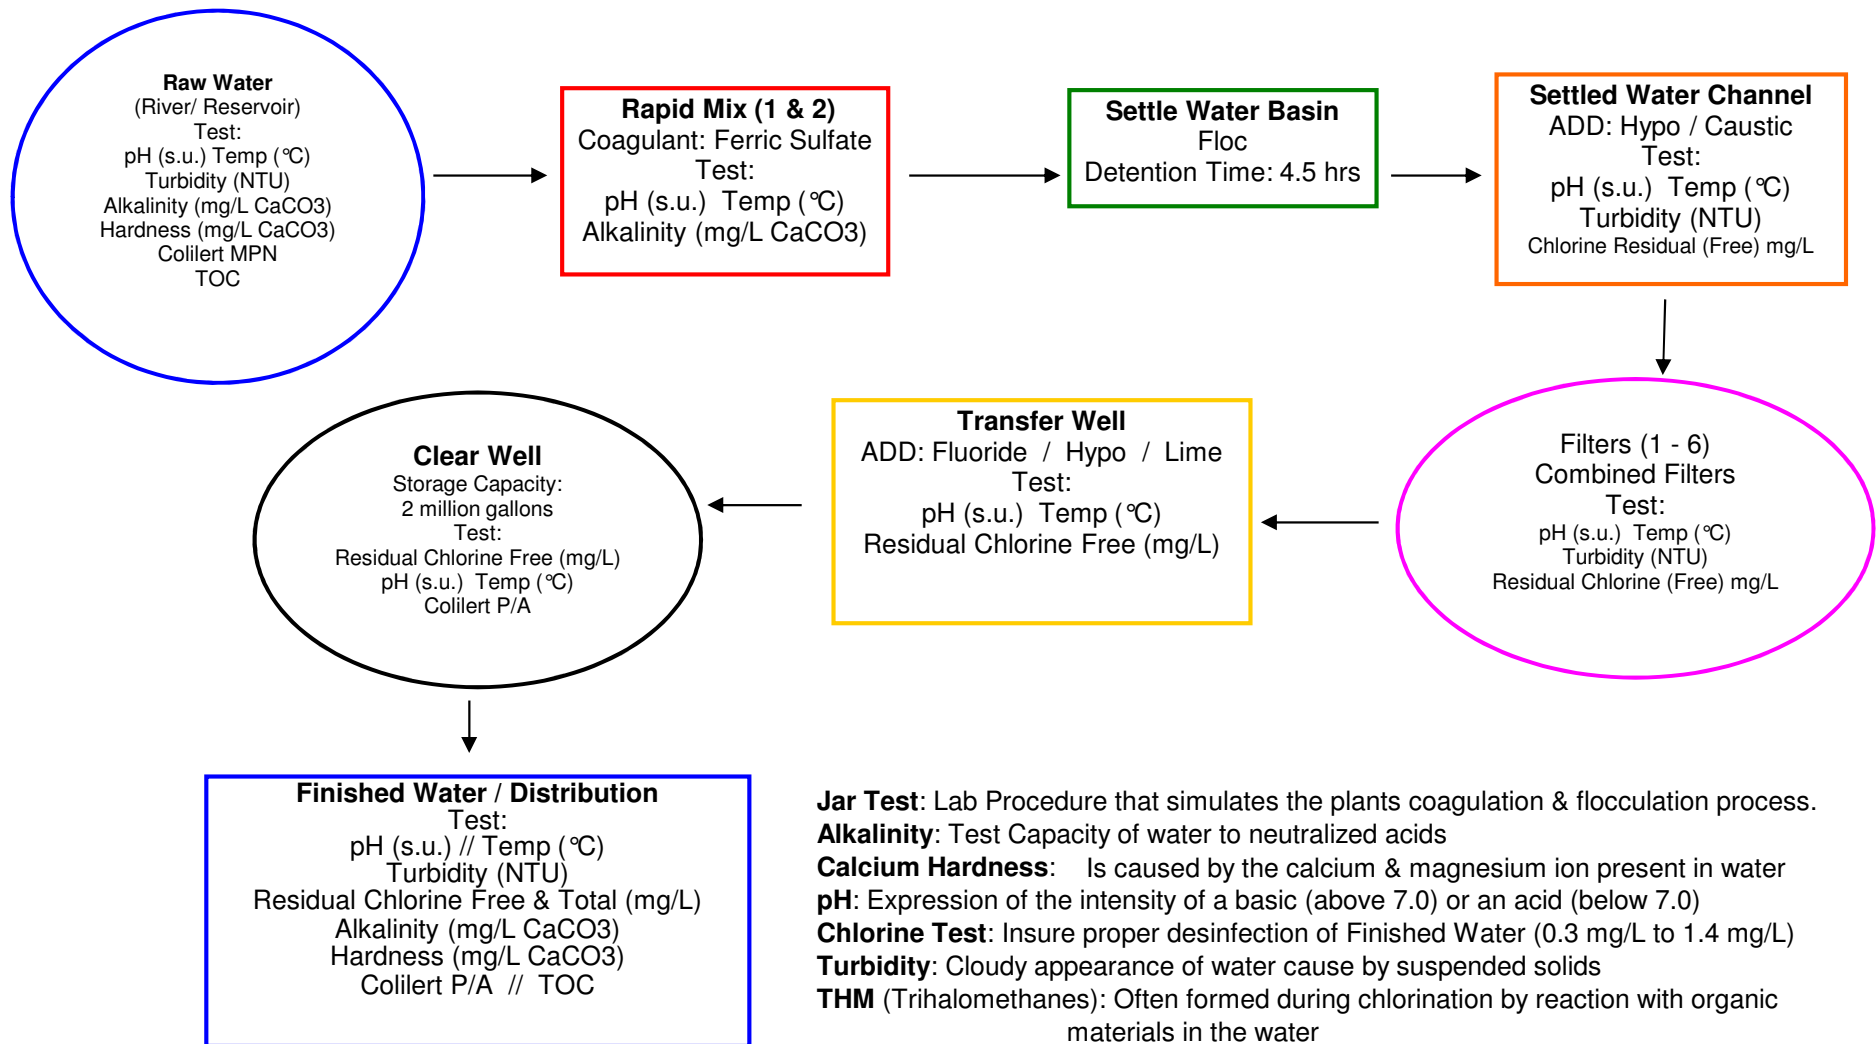 Raw Water
(River/ Reservoir)
Test:
pH (s.u.) Temp (°C)
Turbidity (NTU)
Alkalinity (mg/L CaCO3)
Hardness (mg/L CaCO3)
Colilert MPN
TOC
Rapid Mix (1 & 2)
Coagulant: Ferric Sulfate
Test:
pH (s.u.) Temp (°C)
Alkalinity (mg/L CaCO3)
Settle Water Basin
Floc
Detention Time: 4.5 hrs
Settled Water Channel
ADD: Hypo / Caustic
Test:
pH (s.u.) Temp (°C)
Turbidity (NTU)
Chlorine Residual (Free) mg/L
Filters (1 - 6)
Combined Filters
Test:
pH (s.u.) Temp (°C)
Turbidity (NTU)
Residual Chlorine (Free) mg/L
Transfer Well
ADD: Fluoride / Hypo / Lime
Test:
pH (s.u.) Temp (°C)
Residual Chlorine Free (mg/L)
Clear Well
Storage Capacity:
2 million gallons
Test:
Residual Chlorine Free (mg/L)
pH (s.u.) Temp (°C)
Colilert P/A
Finished Water / Distribution
Test:
pH (s.u.) // Temp (°C)
Turbidity (NTU)
Residual Chlorine Free & Total (mg/L)
Alkalinity (mg/L CaCO3)
Hardness (mg/L CaCO3)
Colilert P/A // TOC
Jar Test: Lab Procedure that simulates the plants coagulation & flocculation process.
Alkalinity: Test Capacity of water to neutralized acids
Calcium Hardness: Is caused by the calcium & magnesium ion present in water
pH: Expression of the intensity of a basic (above 7.0) or an acid (below 7.0)
Chlorine Test: Insure proper desinfection of Finished Water (0.3 mg/L to 1.4 mg/L)
Turbidity: Cloudy appearance of water cause by suspended solids
THM (Trihalomethanes): Often formed during chlorination by reaction with organic
materials in the water